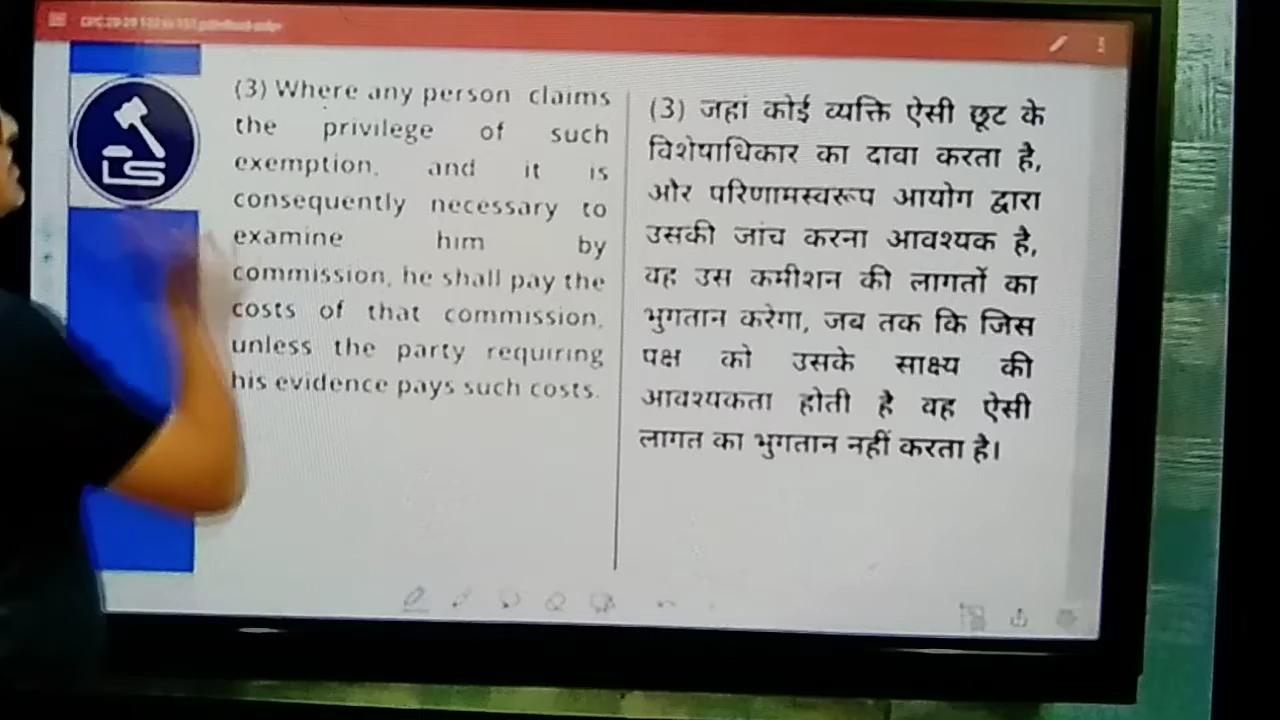 (3) Where any person claims
the privilege of such
exemption, and it is
consequently necessary to
examine him by
commission, he shall pay the
costs of that commission,
unless the party requiring
his evidence pays such costs.
(3) जहां कोई व्यक्ति ऐसी छूट के
विशेषाधिकार का दावा करता है,
और परिणामस्वरूप आयोग द्वारा
उसकी जांच करना आवश्यक है,
वह उस कमीशन की लागतों का
भुगतान करेगा, जब तक कि जिस
पक्ष को उसके साक्ष्य की
आवश्यकता होती है वह ऐसी
लागत का भुगतान नहीं करता है।